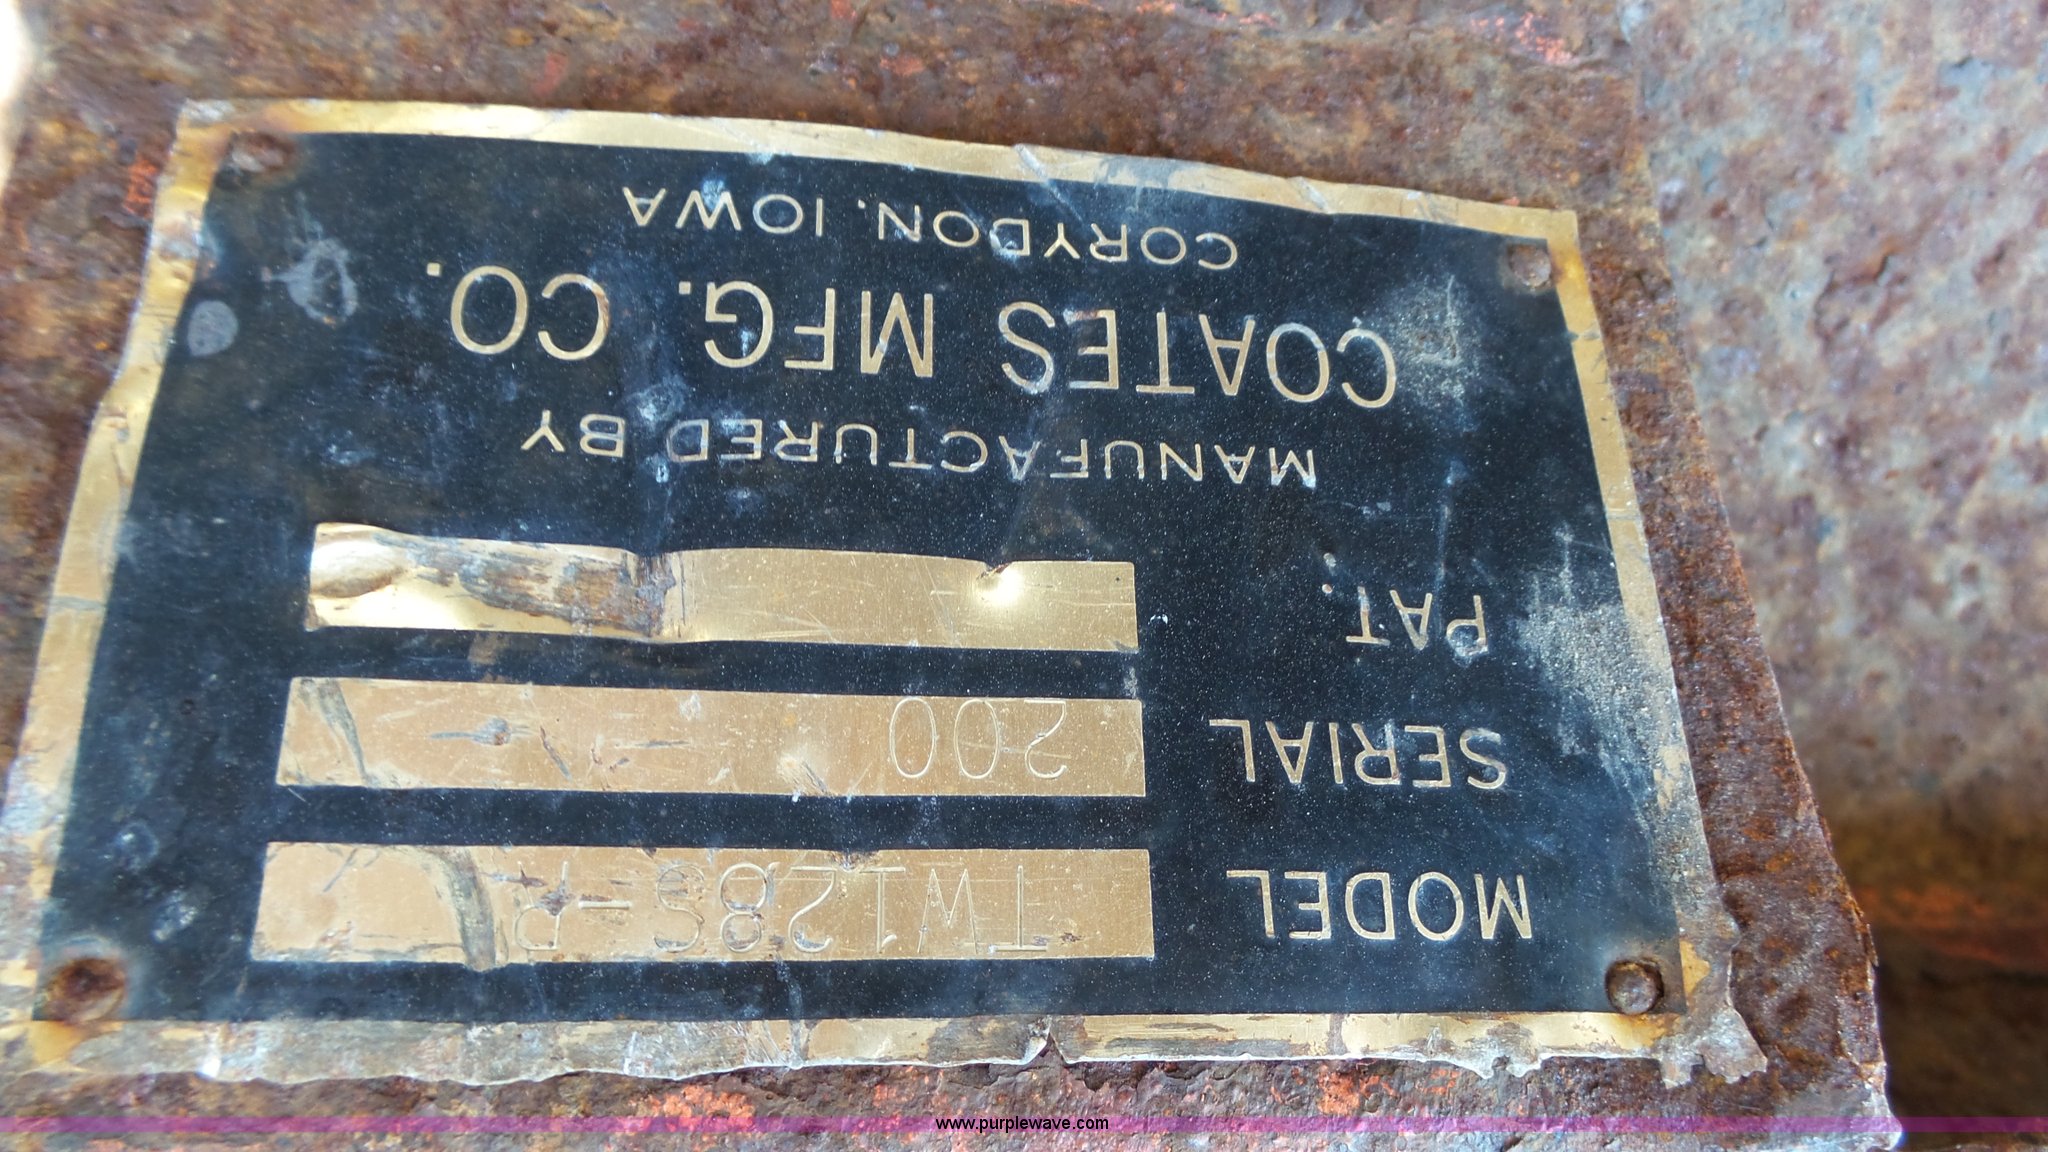 MODEL TW128S-R
SERIAL 200
PAT.
MANUFACTURED BY
COATES MFG. CO.
CORYDON, IOWA
www.purplewave.com